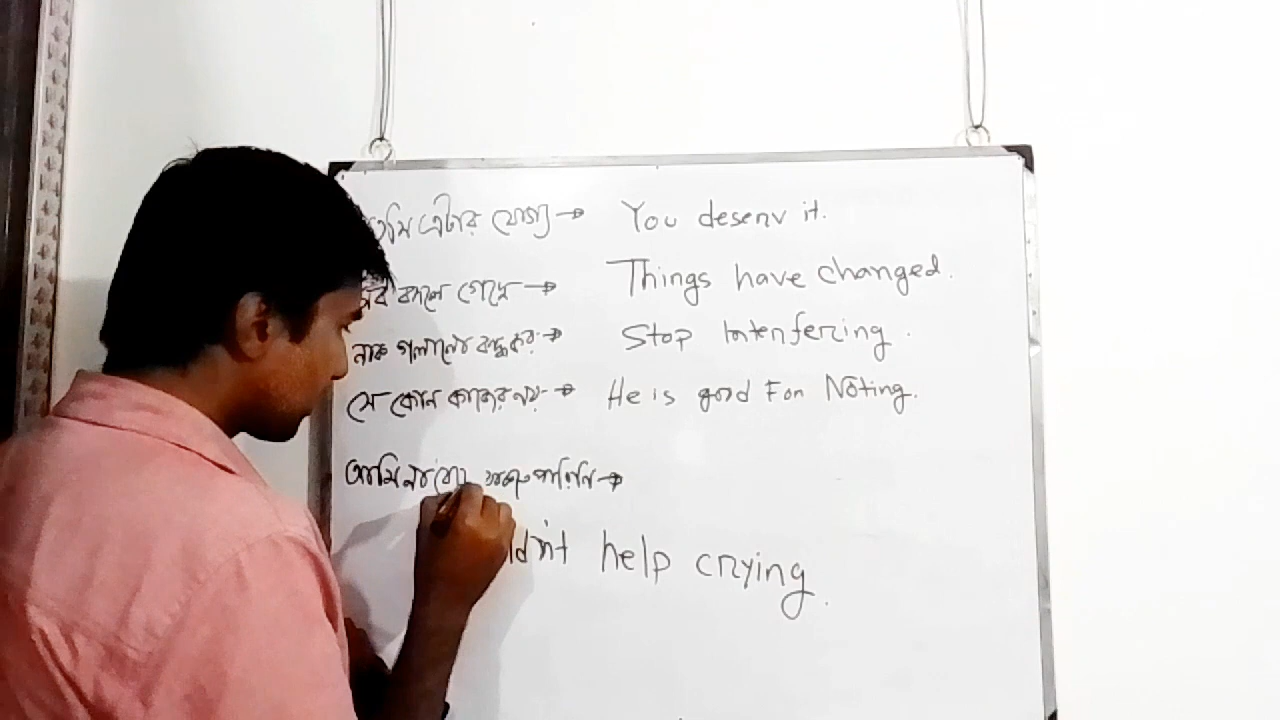 তুমি এটার যোগ্য → You deserv it.
সব বদলে গেছে → Things have changed.
নাক গলানো বন্ধ কর → Stop Interfering.
সে কোন কাজের নয় → He is good For Noting.
আমি না পারিনি →
help crying.